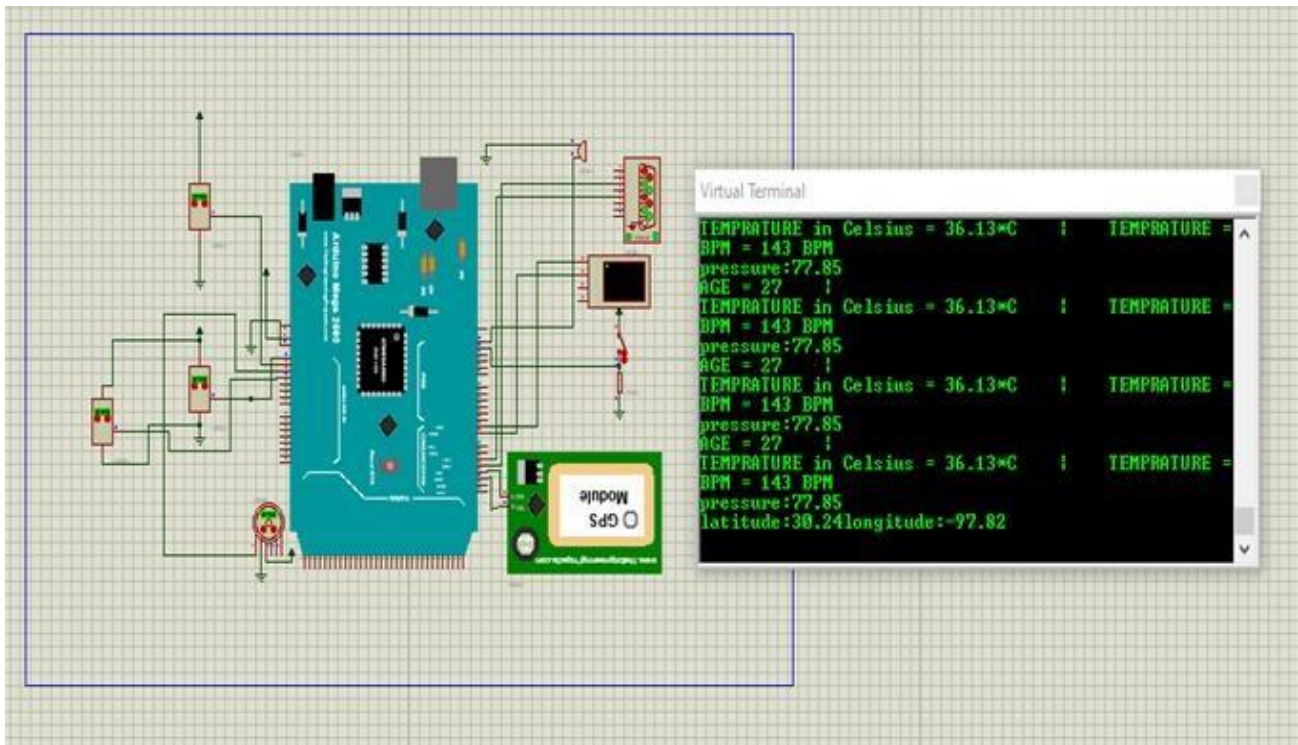 Arduino Mega 2560
GPS
Module
Virtual Terminal
TEMPRATURE in Celsius = 36.13*C    ¦    TEMPRATURE =
BPM = 143 BPM
pressure:77.85
AGE = 27    ¦
TEMPRATURE in Celsius = 36.13*C    ¦    TEMPRATURE =
BPM = 143 BPM
pressure:77.85
AGE = 27    ¦
TEMPRATURE in Celsius = 36.13*C    ¦    TEMPRATURE =
BPM = 143 BPM
pressure:77.85
AGE = 27    ¦
TEMPRATURE in Celsius = 36.13*C    ¦    TEMPRATURE =
BPM = 143 BPM
pressure:77.85
latitude:30.24longitude:-97.82